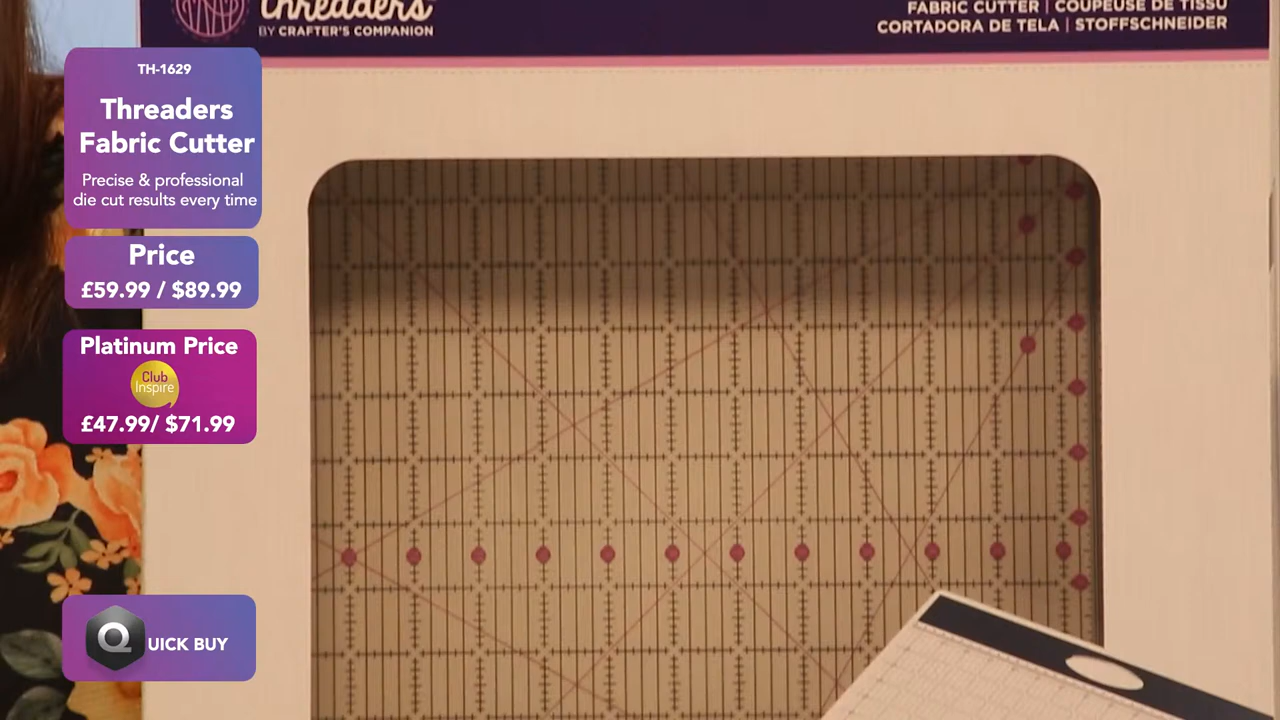 threaders
BY CRAFTER'S COMPANION
FABRIC CUTTER | COUPEUSE DE TISSU
CORTADORA DE TELA | STOFFSCHNEIDER
TH-1629
Threaders
Fabric Cutter
Precise & professional
die cut results every time
Price
£59.99 / $89.99
Platinum Price
Club
Inspire
£47.99/ $71.99
QUICK BUY